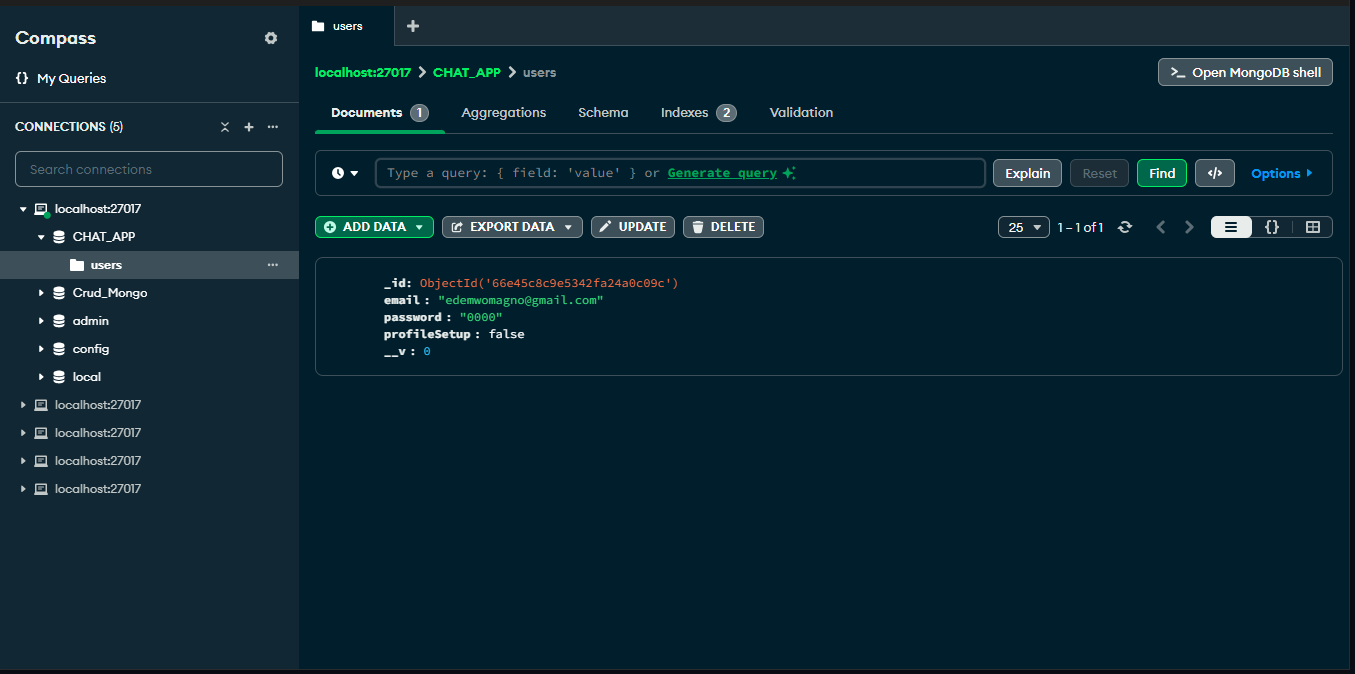 Compass
{} My Queries
CONNECTIONS (5)
Search connections
localhost:27017
CHAT_APP
users
Crud_Mongo
admin
config
local
localhost:27017
localhost:27017
localhost:27017
localhost:27017
users
localhost:27017 > CHAT_APP > users
>_ Open MongoDB shell
Documents 1 Aggregations Schema Indexes 2 Validation
Type a query: { field: 'value' } or Generate query
Explain Reset Find </> Options
ADD DATA EXPORT DATA UPDATE DELETE
25 1 – 1 of 1 {}
_id: ObjectId('66e45c8c9e5342fa24a0c09c')
email : "edemwomagno@gmail.com"
password : "0000"
profileSetup : false
__v : 0